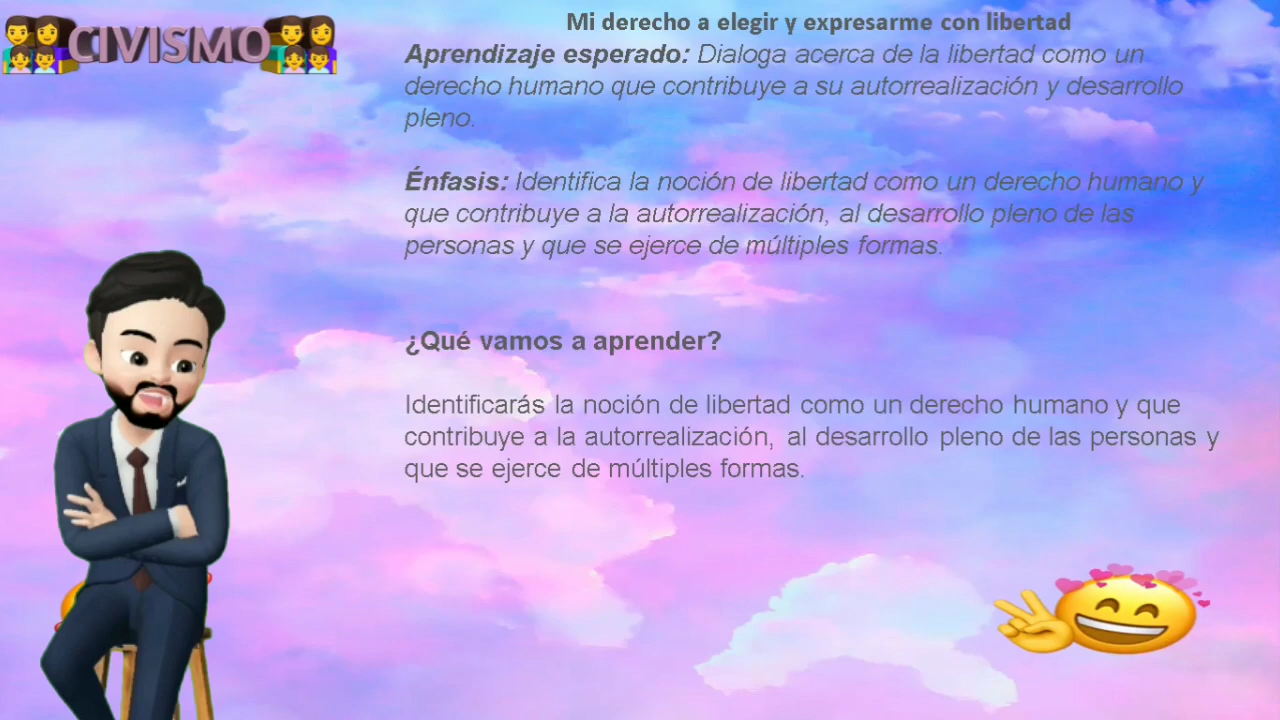 CIVISMO
Mi derecho a elegir y expresarme con libertad
Aprendizaje esperado: Dialoga acerca de la libertad como un
derecho humano que contribuye a su autorrealización y desarrollo
pleno.
Énfasis: Identifica la noción de libertad como un derecho humano y
que contribuye a la autorrealización, al desarrollo pleno de las
personas y que se ejerce de múltiples formas.
¿Qué vamos a aprender?
Identificarás la noción de libertad como un derecho humano y que
contribuye a la autorrealización, al desarrollo pleno de las personas y
que se ejerce de múltiples formas.